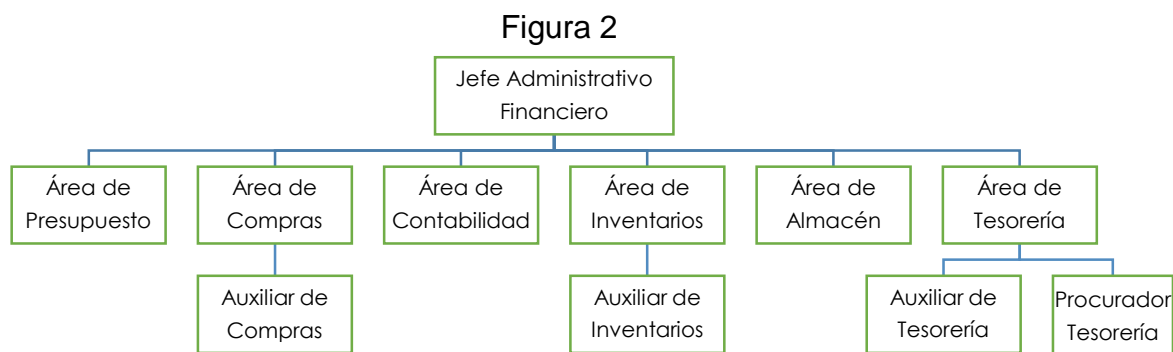 Figura 2
Jefe Administrativo
Financiero
Área de
Presupuesto
Área de
Compras
Área de
Contabilidad
Área de
Inventarios
Área de
Almacén
Área de
Tesorería
Auxiliar de
Compras
Auxiliar de
Inventarios
Auxiliar de
Tesorería
Procurador
Tesorería